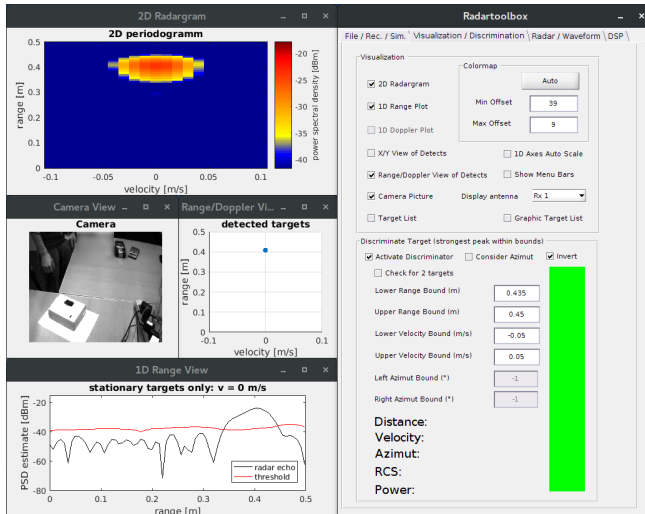 2D Radargram
2D periodogramm
range [m]
0.5
0.4
0.3
0.2
0.1
0
-0.1
-0.05
0
0.05
0.1
velocity [m/s]
-20
-25
-30
-35
-40
power spectral density [dBm]
Camera View
Camera
Range/Doppler Vi...
detected targets
range [m]
0.5
0.4
0.3
0.2
0.1
0
-0.1
0
0.1
velocity [m/s]
1D Range View
stationary targets only: v = 0 m/s
PSD estimate [dBm]
-20
-40
-60
-80
0
0.1
0.2
0.3
0.4
0.5
range [m]
radar echo
threshold
Radartoolbox
File / Rec. / Sim.
Visualization / Discrimination
Radar / Waveform
DSP
Visualization
2D Radargram
1D Range Plot
1D Doppler Plot
Colormap
Auto
Min Offset
39
Max Offset
9
X/Y View of Detects
1D Axes Auto Scale
Range/Doppler View of Detects
Show Menu Bars
Camera Picture
Display antenna
Rx 1
Target List
Graphic Target List
Discriminate Target (strongest peak within bounds)
Activate Discriminator
Consider Azimut
Invert
Check for 2 targets
Lower Range Bound (m)
0.435
Upper Range Bound (m)
0.45
Lower Velocity Bound (m/s)
-0.05
Upper Velocity Bound (m/s)
0.05
Left Azimut Bound (°)
-1
Right Azimut Bound (°)
-1
Distance:
Velocity:
Azimut:
RCS:
Power: